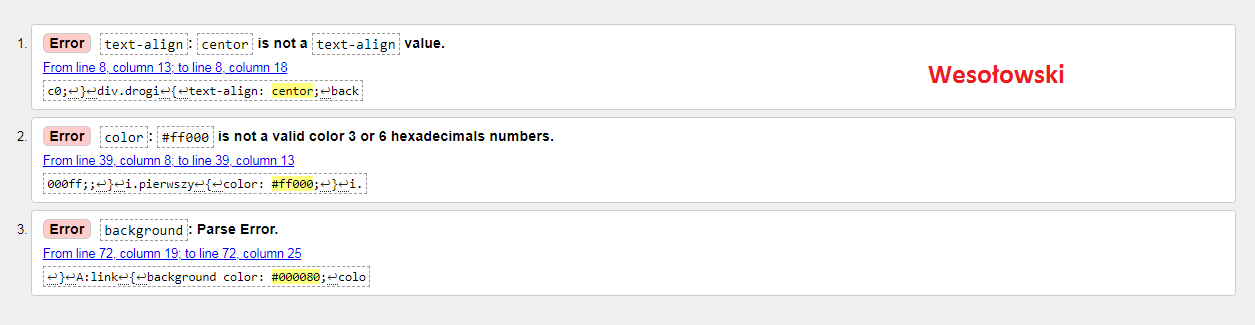 1. Error text-align: centor is not a text-align value.
From line 8, column 13; to line 8, column 18
c0;↩}↩div.drogi↩{↩text-align: centor;↩back
Wesołowski
2. Error color: #ff000 is not a valid color 3 or 6 hexadecimals numbers.
From line 39, column 8; to line 39, column 13
000ff;;↩}↩i.pierwszy↩{↩color: #ff000;↩}↩i.
3. Error background: Parse Error.
From line 72, column 19; to line 72, column 25
↩}↩A:link↩{↩background color: #000080;↩colo